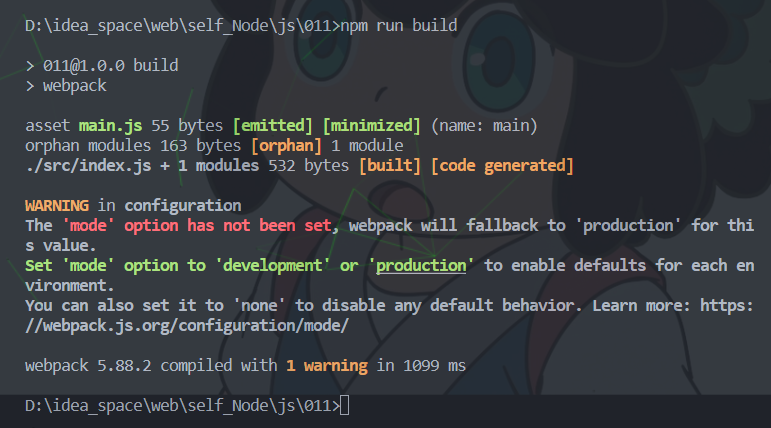 D:\idea_space\web\self_Node\js\011>npm run build
> 011@1.0.0 build
> webpack
asset main.js 55 bytes [emitted] [minimized] (name: main)
orphan modules 163 bytes [orphan] 1 module
./src/index.js + 1 modules 532 bytes [built] [code generated]
WARNING in configuration
The 'mode' option has not been set, webpack will fallback to 'production' for thi
s value.
Set 'mode' option to 'development' or 'production' to enable defaults for each en
vironment.
You can also set it to 'none' to disable any default behavior. Learn more: https:
//webpack.js.org/configuration/mode/
webpack 5.88.2 compiled with 1 warning in 1099 ms
D:\idea_space\web\self_Node\js\011>